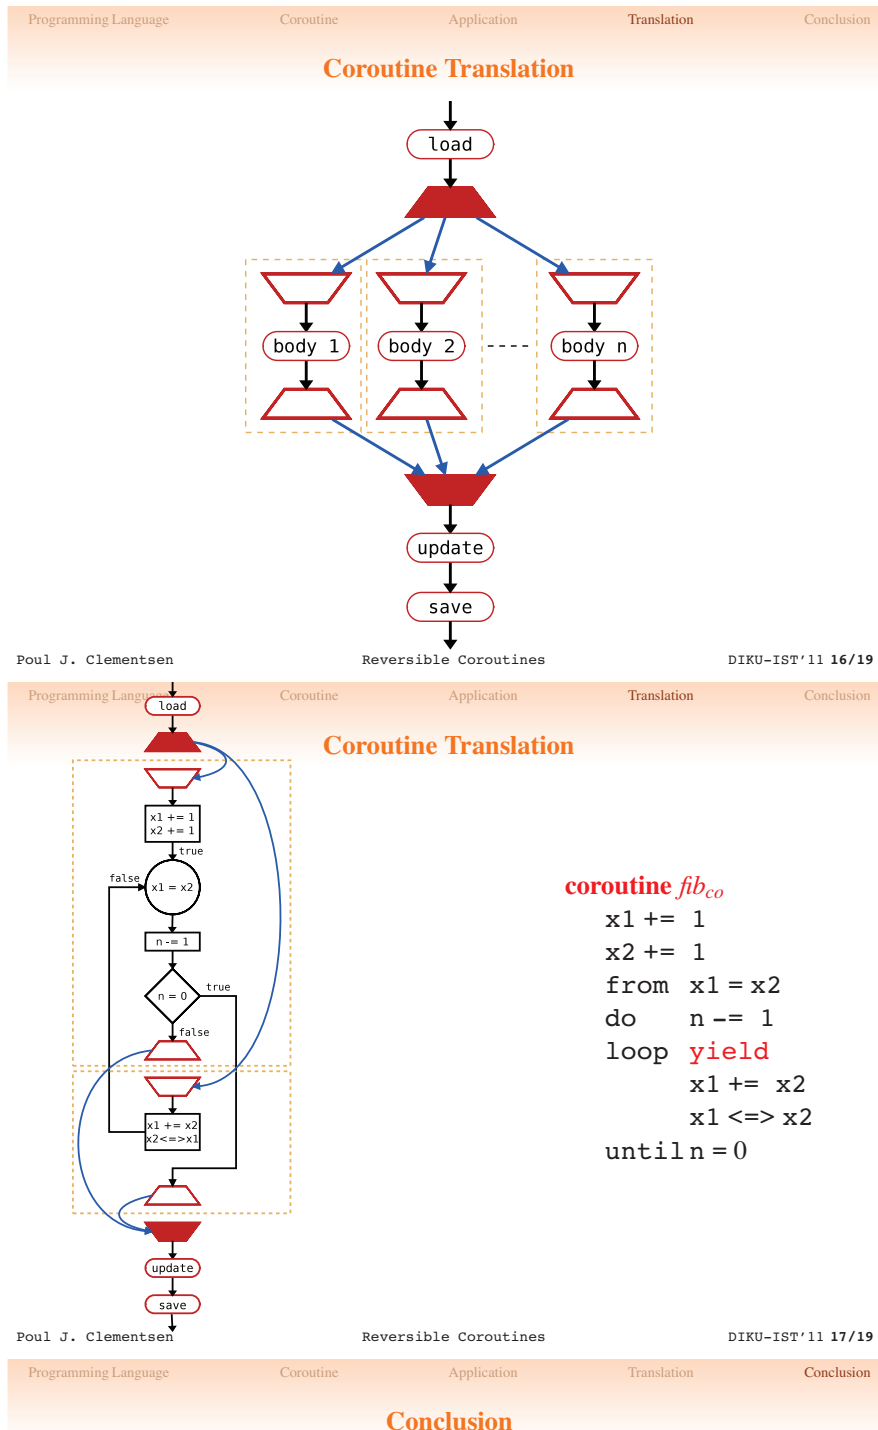 Programming Language Coroutine Application Translation Conclusion
Coroutine Translation
load
body 1 body 2 body n
update
save
Poul J. Clementsen Reversible Coroutines DIKU-IST'11 16/19
Programming Language Coroutine Application Translation Conclusion
load
Coroutine Translation
x1 += 1
x2 += 1
true
false
x1 = x2
n -= 1
true
n = 0
false
x1 += x2
x2<=>x1
update
save
coroutine fib_co
x1 += 1
x2 += 1
from x1 = x2
do n -= 1
loop yield
x1 += x2
x1 <=> x2
until n = 0
Poul J. Clementsen Reversible Coroutines DIKU-IST'11 17/19
Programming Language Coroutine Application Translation Conclusion
Conclusion